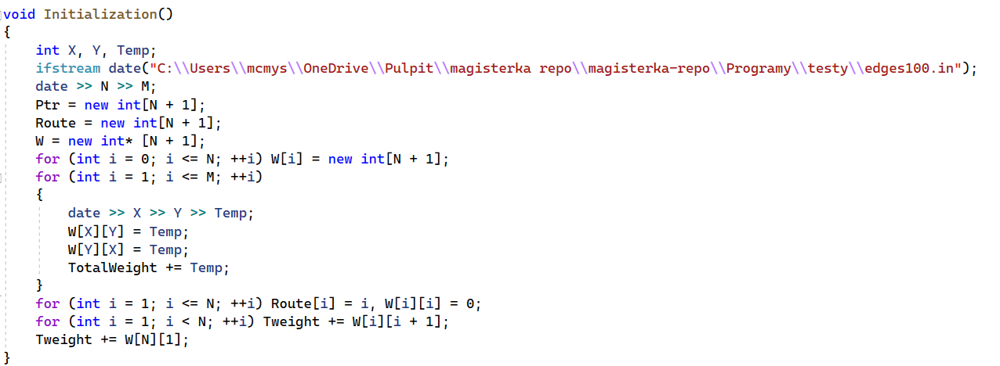 void Initialization()
{
    int X, Y, Temp;
    ifstream date("C:\\Users\\mcmys\\OneDrive\\Pulpit\\magisterka repo\\magisterka-repo\\Programy\\testy\\edges100.in");
    date >> N >> M;
    Ptr = new int[N + 1];
    Route = new int[N + 1];
    W = new int* [N + 1];
    for (int i = 0; i <= N; ++i) W[i] = new int[N + 1];
    for (int i = 1; i <= M; ++i)
    {
        date >> X >> Y >> Temp;
        W[X][Y] = Temp;
        W[Y][X] = Temp;
        TotalWeight += Temp;
    }
    for (int i = 1; i <= N; ++i) Route[i] = i, W[i][i] = 0;
    for (int i = 1; i < N; ++i) Tweight += W[i][i + 1];
    Tweight += W[N][1];
}